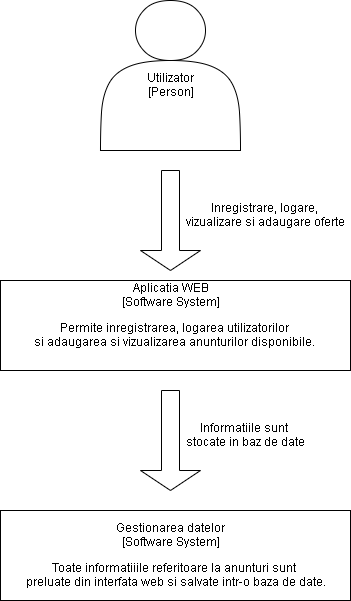 Utilizator
[Person]
Inregistrare, logare,
vizualizare si adaugare oferte
Aplicatia WEB
[Software System]
Permite inregistrarea, logarea utilizatorilor
si adaugarea si vizualizarea anunturilor disponibile.
Informatiile sunt
stocate in baz de date
Gestionarea datelor
[Software System]
Toate informatiiile referitoare la anunturi sunt
preluate din interfata web si salvate intr-o baza de date.